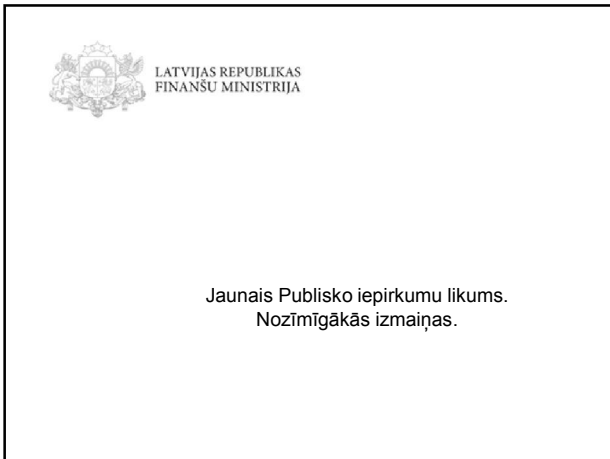 LATVIJAS REPUBLIKAS
FINANŠU MINISTRIJA
Jaunais Publisko iepirkumu likums.
Nozīmīgākās izmaiņas.